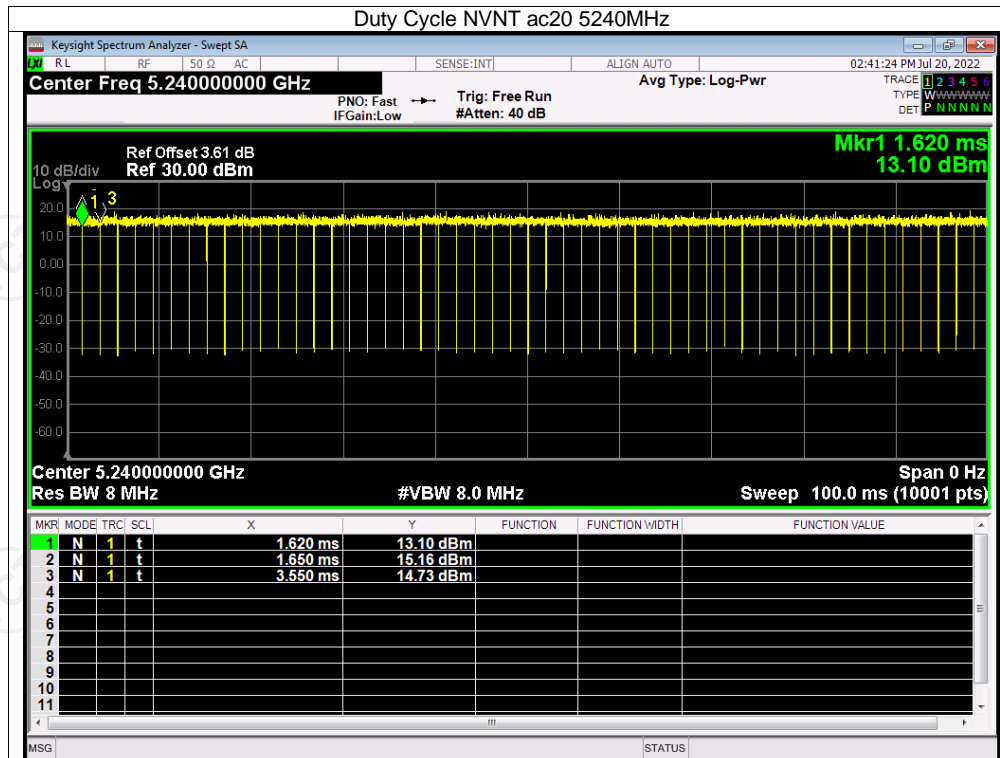 Duty Cycle NVNT ac20 5240MHz
Keysight Spectrum Analyzer - Swept SA
LXI RL RF 50 Ω AC SENSE:INT ALIGN AUTO 02:41:24 PM Jul 20, 2022
Center Freq 5.240000000 GHz Avg Type: Log-Pwr TRACE 1 2 3 4 5 6
PNO: Fast Trig: Free Run TYPE WWWWWW
IFGain:Low #Atten: 40 dB DET P N N N N N
Mkr1 1.620 ms
Ref Offset 3.61 dB
10 dB/div Ref 30.00 dBm 13.10 dBm
Log
1 3
20.0
10.0
0.00
-10.0
-20.0
-30.0
-40.0
-50.0
-60.0
Center 5.240000000 GHz Span 0 Hz
Res BW 8 MHz #VBW 8.0 MHz Sweep 100.0 ms (10001 pts)
MKR MODE TRC SCL X Y FUNCTION FUNCTION WIDTH FUNCTION VALUE
1 N 1 t 1.620 ms 13.10 dBm
2 N 1 t 1.650 ms 15.16 dBm
3 N 1 t 3.550 ms 14.73 dBm
4
5
6
7
8
9
10
11
MSG STATUS